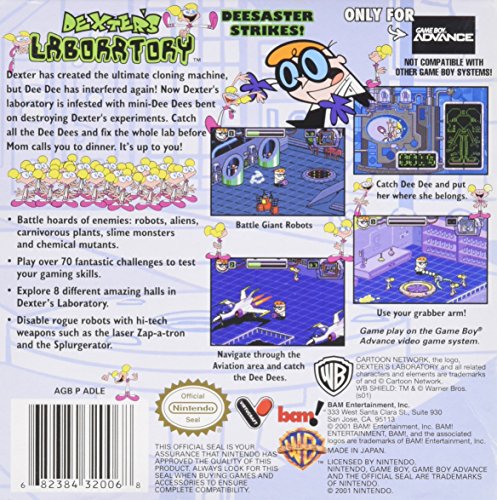 DEXTER'S
LABORATORY™
DEESASTER
STRIKES!
ONLY FOR
GAME BOY
ADVANCE
NOT COMPATIBLE WITH
OTHER GAME BOY SYSTEMS!
Dexter has created the ultimate cloning machine,
but Dee Dee has interfered again! Now Dexter's
laboratory is infested with mini-Dee Dees bent
on destroying Dexter's experiments. Catch
all the Dee Dees and fix the whole lab before
Mom calls you to dinner. It's up to you!
• Battle hoards of enemies: robots, aliens,
carnivorous plants, slime monsters
and chemical mutants.
• Play over 70 fantastic challenges to test
your gaming skills.
• Explore 8 different amazing halls in
Dexter's Laboratory.
• Disable rogue robots with hi-tech
weapons such as the laser Zap-a-tron
and the Splurgerator.
Battle Giant Robots
Catch Dee Dee and put
her where she belongs.
Navigate through the
Aviation area and catch
the Dee Dees.
Use your grabber arm!
Game play on the Game Boy®
Advance video game system.
AGB P ADLE
6 82384 32006 8
Official
Nintendo
Seal
THIS OFFICIAL SEAL IS YOUR
ASSURANCE THAT NINTENDO
HAS APPROVED THE QUALITY OF THIS
PRODUCT. ALWAYS LOOK FOR THIS
SEAL WHEN BUYING GAMES AND
ACCESSORIES TO ENSURE
COMPLETE COMPATIBILITY.
bam!
WB
CARTOON NETWORK, the logo,
DEXTER'S LABORATORY and all related
characters and elements are trademarks
of and © Cartoon Network.
WB SHIELD: TM & © Warner Bros.
(s01)
BAM! Entertainment, Inc.
333 West Santa Clara St., Suite 930
San Jose, CA. 95113
© 2001 BAM! Entertainment, Inc. BAM!
ENTERTAINMENT, BAM!, and the associated
logos are trademarks of BAM! Entertainment, Inc.
MADE IN JAPAN.
LICENSED BY NINTENDO.
NINTENDO, GAME BOY, GAME BOY ADVANCE
AND THE OFFICIAL SEAL ARE TRADEMARKS
OF NINTENDO.
© 2001 NINTENDO.